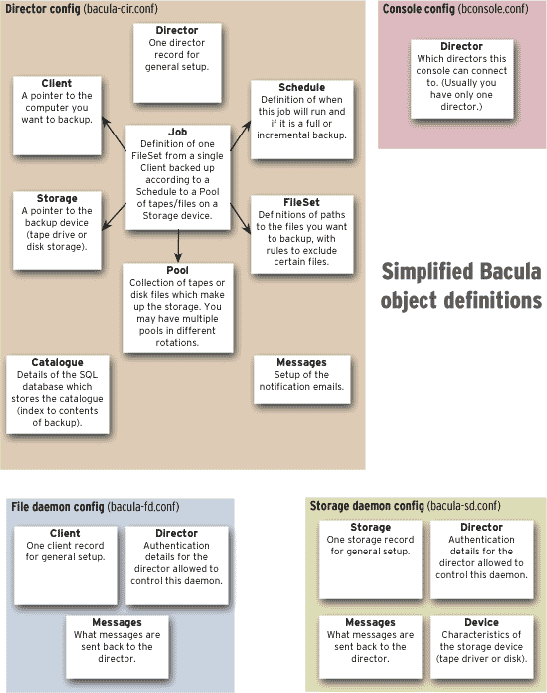 Director config (bacula-cir.conf)
Director
One director
record for
general setup.
Client
A pointer to the
computer you
want to backup.
Schedule
Definition of when
this job will run and
if it is a full or
incremental backup.
Job
Definition of one
FileSet from a single
Client backed up
according to a
Schedule to a Pool
of tapes/files on a
Storage device.
Storage
A pointer to the
backup device
(tape drive or
disk storage).
FileSet
Defnitions of paths
to the files you want
to backup, with
rules to exclude
certain files.
Pool
Collection of tapes or
disk files which make
up the storage. You
may have multiple
pools in different
rotations.
Catalogue
Details of the SQL
database which
stores the catalogue
(index to contents
of backup).
Messages
Setup of the
notification emails.
Console config (bconsole.conf)
Director
Which directors this
console can connect
to. (Usually you
have only one
director.)
Simplified Bacula
object definitions
File daemon config (bacula-fd.conf)
Client
One client record
for general setup.
Director
Authentication
details for the
director allowed to
control this daemon.
Messages
What messages are
sent back to the
director.
Storage daemon config (bacula-sd.conf)
Storage
One storage record
for general setup.
Director
Authentication
details for the
director allowed to
control this daemon.
Messages
What messages are
sent back to the
director.
Device
Characteristics of
the storage device
(tape driver or disk).